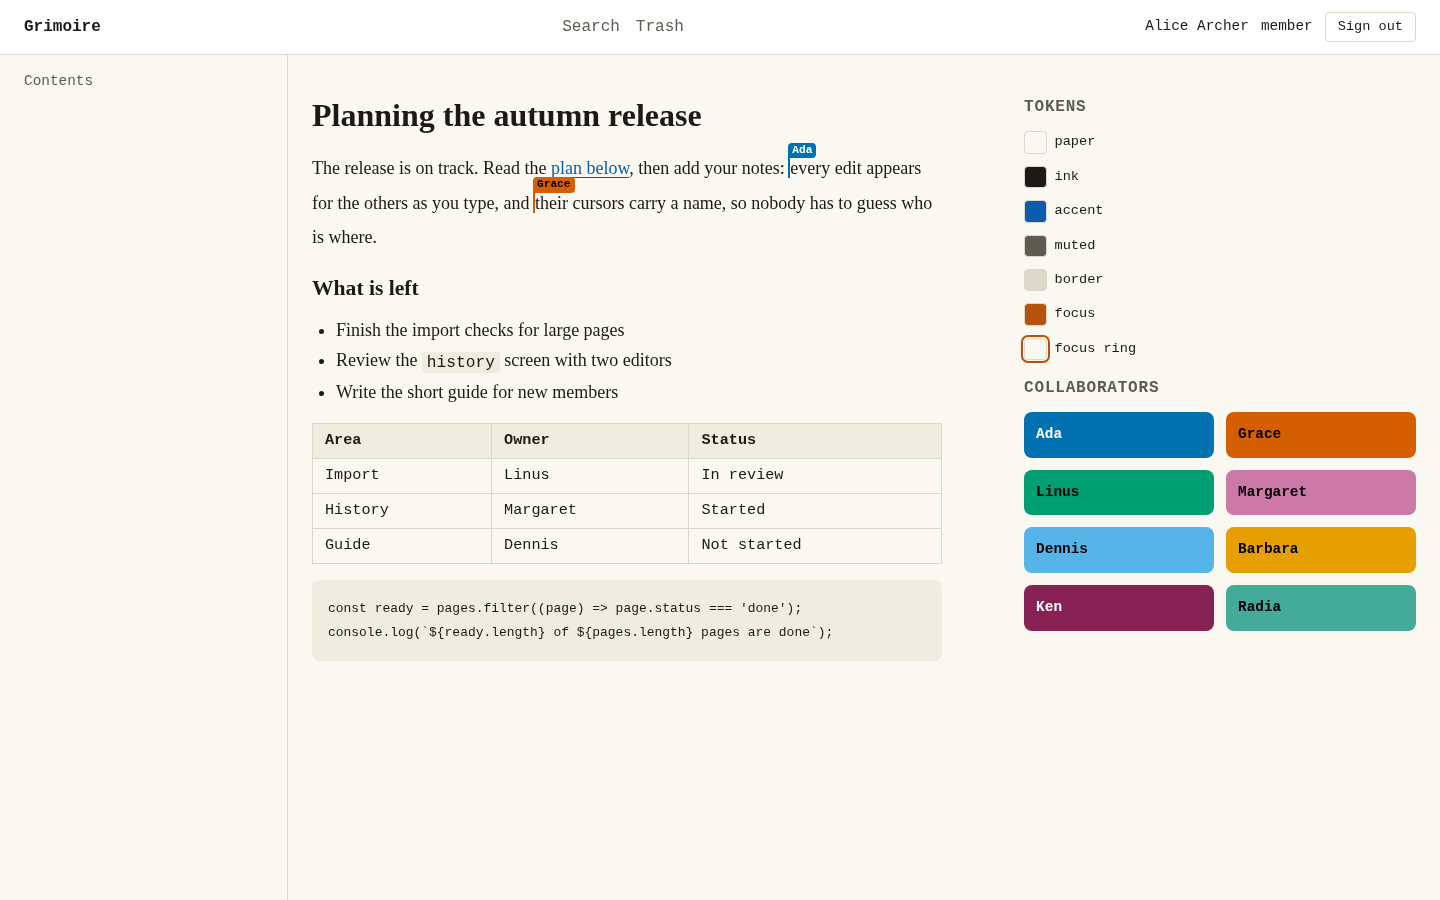 Grimoire
Search Trash
Alice Archer member Sign out
Contents
Planning the autumn release
Ada
The release is on track. Read the plan below, then add your notes: every edit appears
Grace
for the others as you type, and their cursors carry a name, so nobody has to guess who
is where.
What is left
Finish the import checks for large pages
Review the history screen with two editors
Write the short guide for new members
Area Owner Status
Import Linus In review
History Margaret Started
Guide Dennis Not started
const ready = pages.filter((page) => page.status === 'done');
console.log(`${ready.length} of ${pages.length} pages are done`);
TOKENS
paper
ink
accent
muted
border
focus
focus ring
COLLABORATORS
Ada Grace
Linus Margaret
Dennis Barbara
Ken Radia